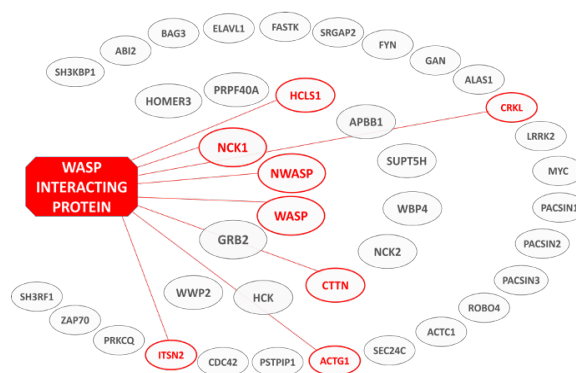 ELAVL1
FASTK
BAG3
SRGAP2
ABI2
FYN
SH3KBP1
GAN
ALAS1
PRPF40A
HCLS1
HOMER3
CRKL
APBB1
LRRK2
NCK1
SUPT5H
MYC
WASP
INTERACTING
PROTEIN
NWASP
WASP
WBP4
PACSIN1
GRB2
PACSIN2
NCK2
CTTN
PACSIN3
WWP2
HCK
SH3RF1
ROBO4
ZAP70
ACTC1
PRKCQ
ITSN2
CDC42
PSTPIP1
ACTG1
SEC24C